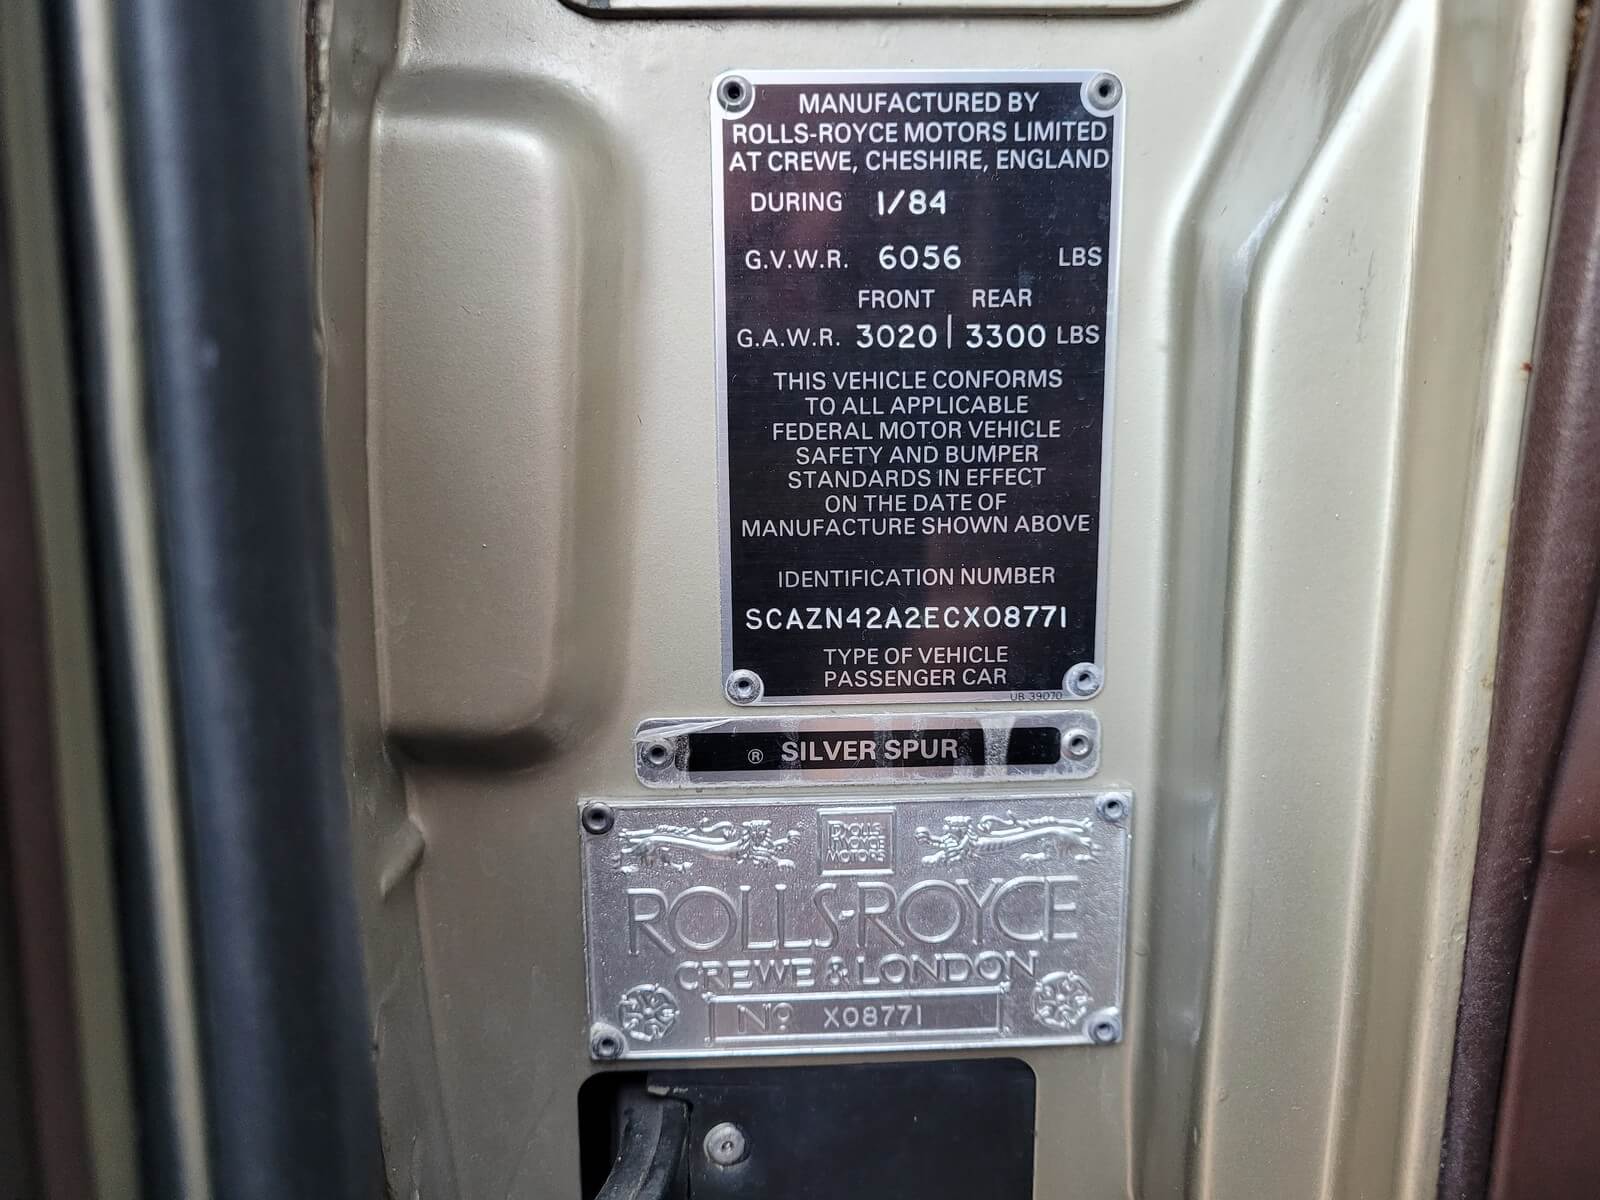 MANUFACTURED BY
ROLLS-ROYCE MOTORS LIMITED
AT CREWE, CHESHIRE, ENGLAND
DURING 1/84
G.V.W.R. 6056 LBS
FRONT REAR
G.A.W.R. 3020 | 3300 LBS
THIS VEHICLE CONFORMS
TO ALL APPLICABLE
FEDERAL MOTOR VEHICLE
SAFETY AND BUMPER
STANDARDS IN EFFECT
ON THE DATE OF
MANUFACTURE SHOWN ABOVE
IDENTIFICATION NUMBER
SCAZN42A2ECX08771
TYPE OF VEHICLE
PASSENGER CAR
UB 39070
® SILVER SPUR
ROLLS
ROYCE
MOTORS
ROLLS-ROYCE
CREWE & LONDON
Nº X08771